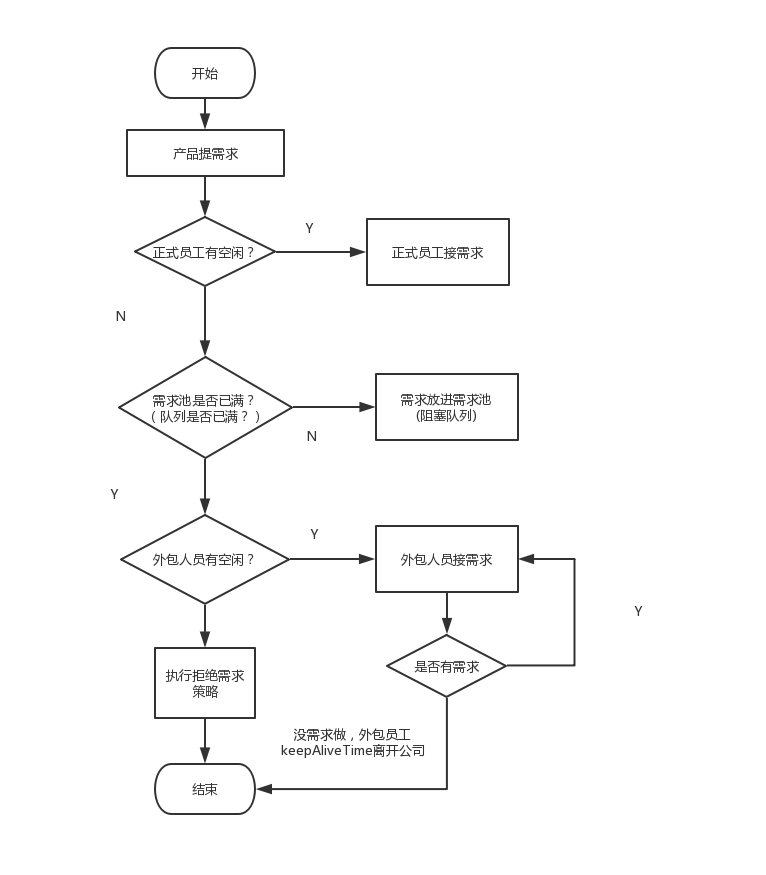 开始
产品提需求
正式员工有空闲？
Y
正式员工接需求
N
需求池是否已满？
（队列是否已满？）
需求放进需求池
(阻塞队列)
N
Y
外包人员有空闲？
Y
外包人员接需求
Y
是否有需求
执行拒绝需求
策略
没需求做，外包员工
keepAliveTime离开公司
结束